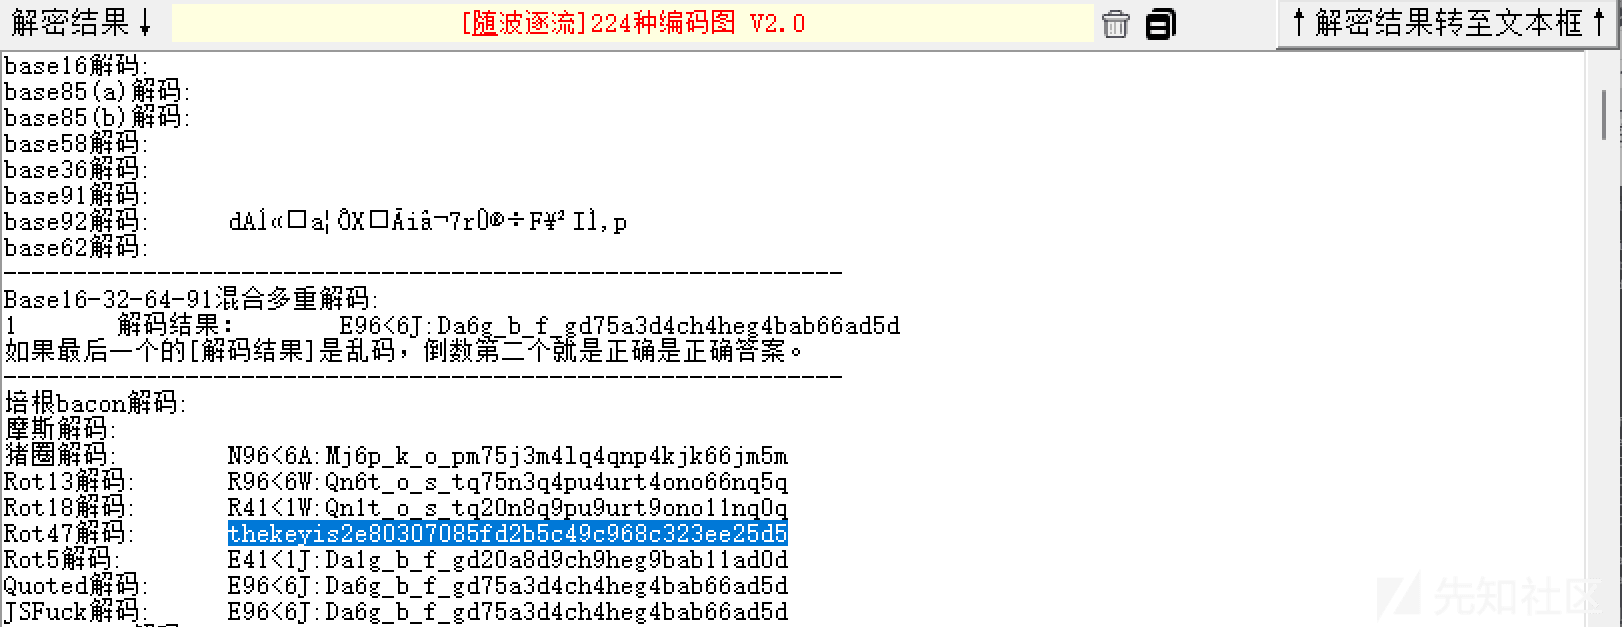 解密结果↓ [随波逐流]224种编码图 V2.0 ↑解密结果转至文本框↑
base16解码:
base85(a)解码:
base85(b)解码:
base58解码:
base36解码:
base91解码:
base92解码: dAÍ«□a¦ÔX□Ãiâ¬7rÛ®÷F¥²IÌ,p
base62解码:
------------------------------------------------------------
Base16-32-64-91混合多重解码:
1 解码结果: E96<6J:Da6g_b_f_gd75a3d4ch4heg4bab66ad5d
如果最后一个的[解码结果]是乱码，倒数第二个就是正确是正确答案。
------------------------------------------------------------
培根bacon解码:
摩斯解码:
猪圈解码: N96<6A:Mj6p_k_o_pm75j3m4lq4qnp4kjk66jm5m
Rot13解码: R96<6W:Qn6t_o_s_tq75n3q4pu4urt4ono66nq5q
Rot18解码: R41<1W:Qn1t_o_s_tq20n8q9pu9urt9ono11nq0q
Rot47解码: thekeyis2e80307085fd2b5c49c968c323ee25d5
Rot5解码: E41<1J:Da1g_b_f_gd20a8d9ch9heg9bab11ad0d
Quoted解码: E96<6J:Da6g_b_f_gd75a3d4ch4heg4bab66ad5d
JSFuck解码: E96<6J:Da6g_b_f_gd75a3d4ch4heg4bab66ad5d
先知社区